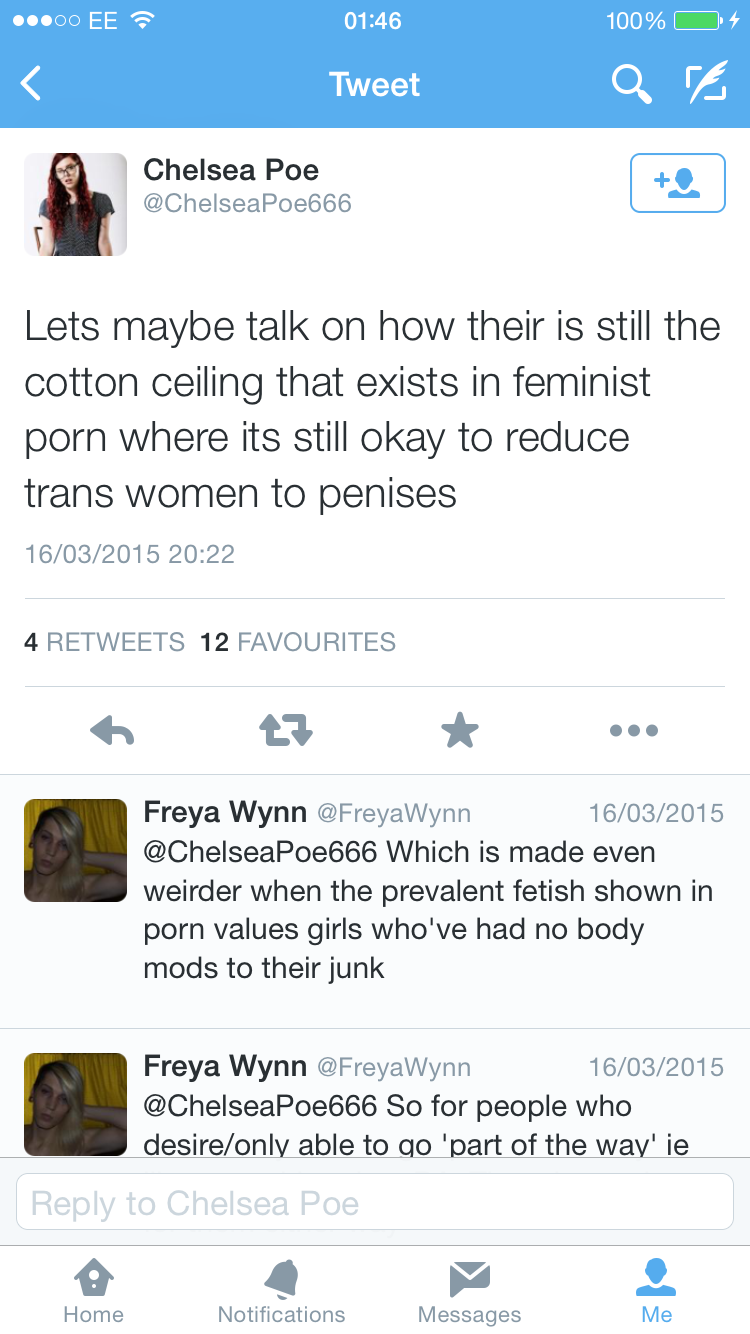 EE 01:46 100%
Tweet
Chelsea Poe
@ChelseaPoe666
Lets maybe talk on how their is still the
cotton ceiling that exists in feminist
porn where its still okay to reduce
trans women to penises
16/03/2015 20:22
4 RETWEETS 12 FAVOURITES
Freya Wynn @FreyaWynn 16/03/2015
@ChelseaPoe666 Which is made even
weirder when the prevalent fetish shown in
porn values girls who've had no body
mods to their junk
Freya Wynn @FreyaWynn 16/03/2015
@ChelseaPoe666 So for people who
desire/only able to go 'part of the way' ie
Reply to Chelsea Poe
Home Notifications Messages Me